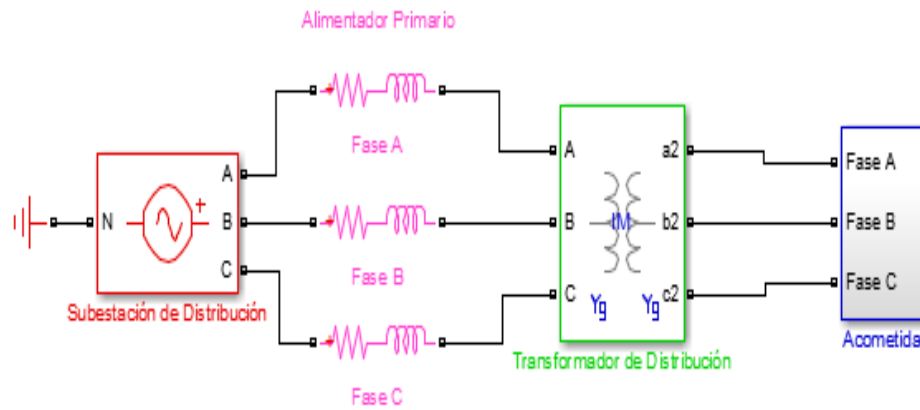 Alimentador Primario
Fase A
Fase B
Fase C
N
+
A
B
C
Subestación de Distribución
A
B
C
a2
b2
c2
1M
Yg
Yg
Transformador de Distribución
Fase A
Fase B
Fase C
Acometida